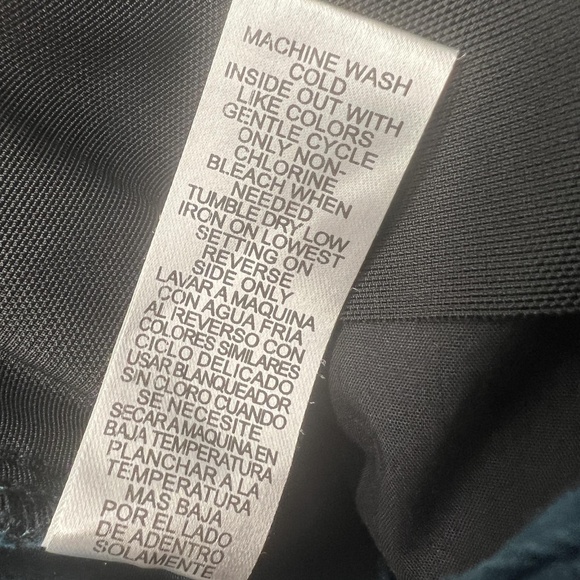 MACHINE WASH
COLD
INSIDE OUT WITH
LIKE COLORS
GENTLE CYCLE
ONLY NON-
CHLORINE
BLEACH WHEN
NEEDED
TUMBLE DRY LOW
IRON ON LOWEST
SETTING ON
REVERSE
SIDE ONLY
LAVAR A MAQUINA
CON AGUA FRIA
AL REVERSO CON
COLORES SIMILARES
CICLO DELICADO
USAR BLANQUEADOR
SIN CLORO CUANDO
SE NECESITE
SECAR A MAQUINA EN
BAJA TEMPERATURA
PLANCHAR A LA
TEMPERATURA
MAS BAJA
POR EL LADO
DE ADENTRO
SOLAMENTE